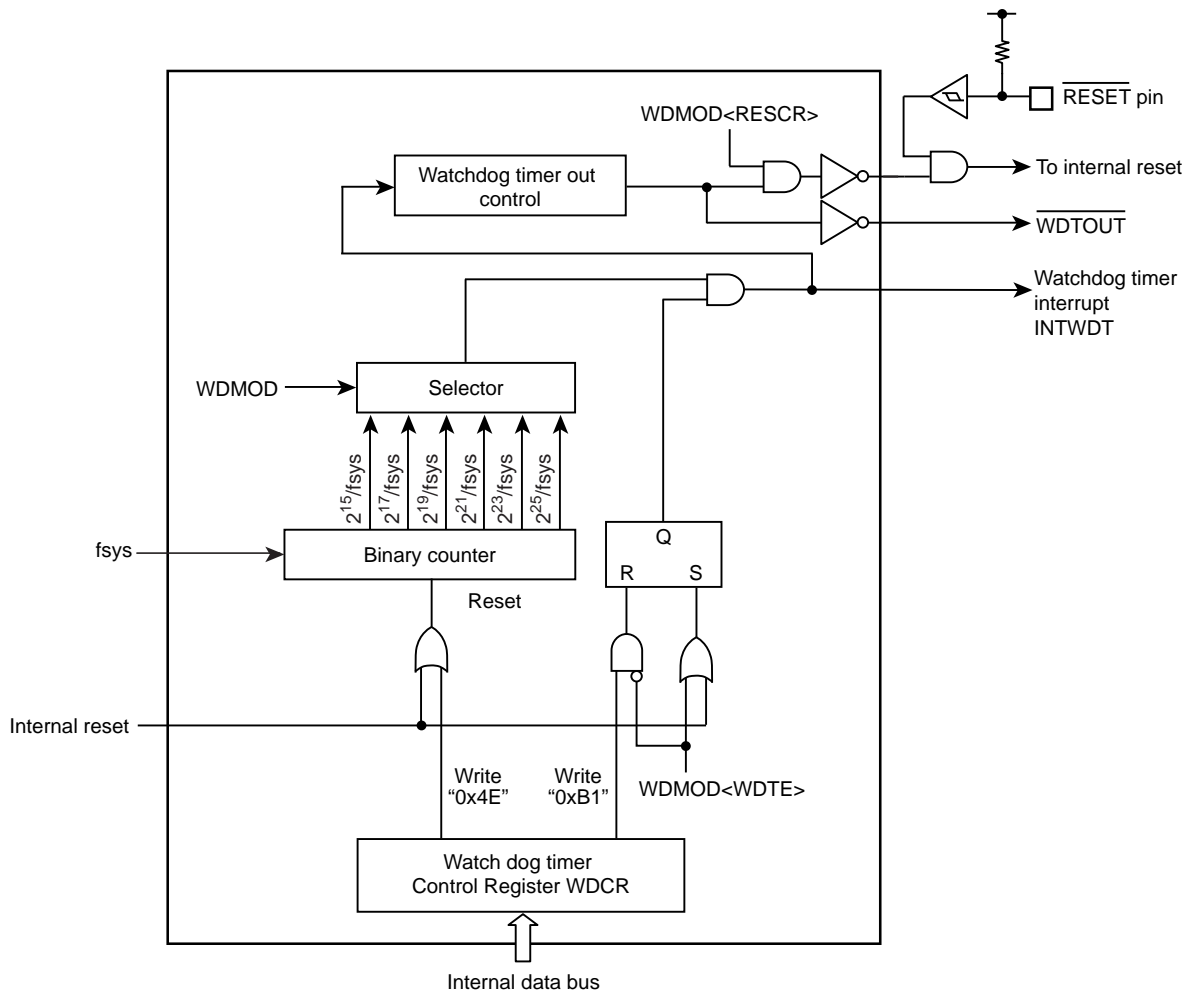 RESET pin
WDMOD<RESCR>
Watchdog timer out
control
To internal reset
WDTOUT
Watchdog timer
interrupt
INTWDT
WDMOD
Selector
2^15/fsys
2^17/fsys
2^19/fsys
2^21/fsys
2^23/fsys
2^25/fsys
fsys
Binary counter
Q
R S
Reset
Internal reset
Write
“0x4E”
Write
“0xB1”
WDMOD<WDTE>
Watch dog timer
Control Register WDCR
Internal data bus